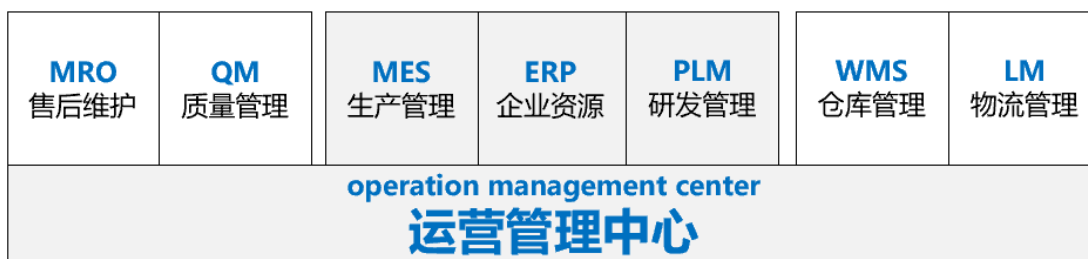 MRO
售后维护
QM
质量管理
MES
生产管理
ERP
企业资源
PLM
研发管理
WMS
仓库管理
LM
物流管理
operation management center
运营管理中心